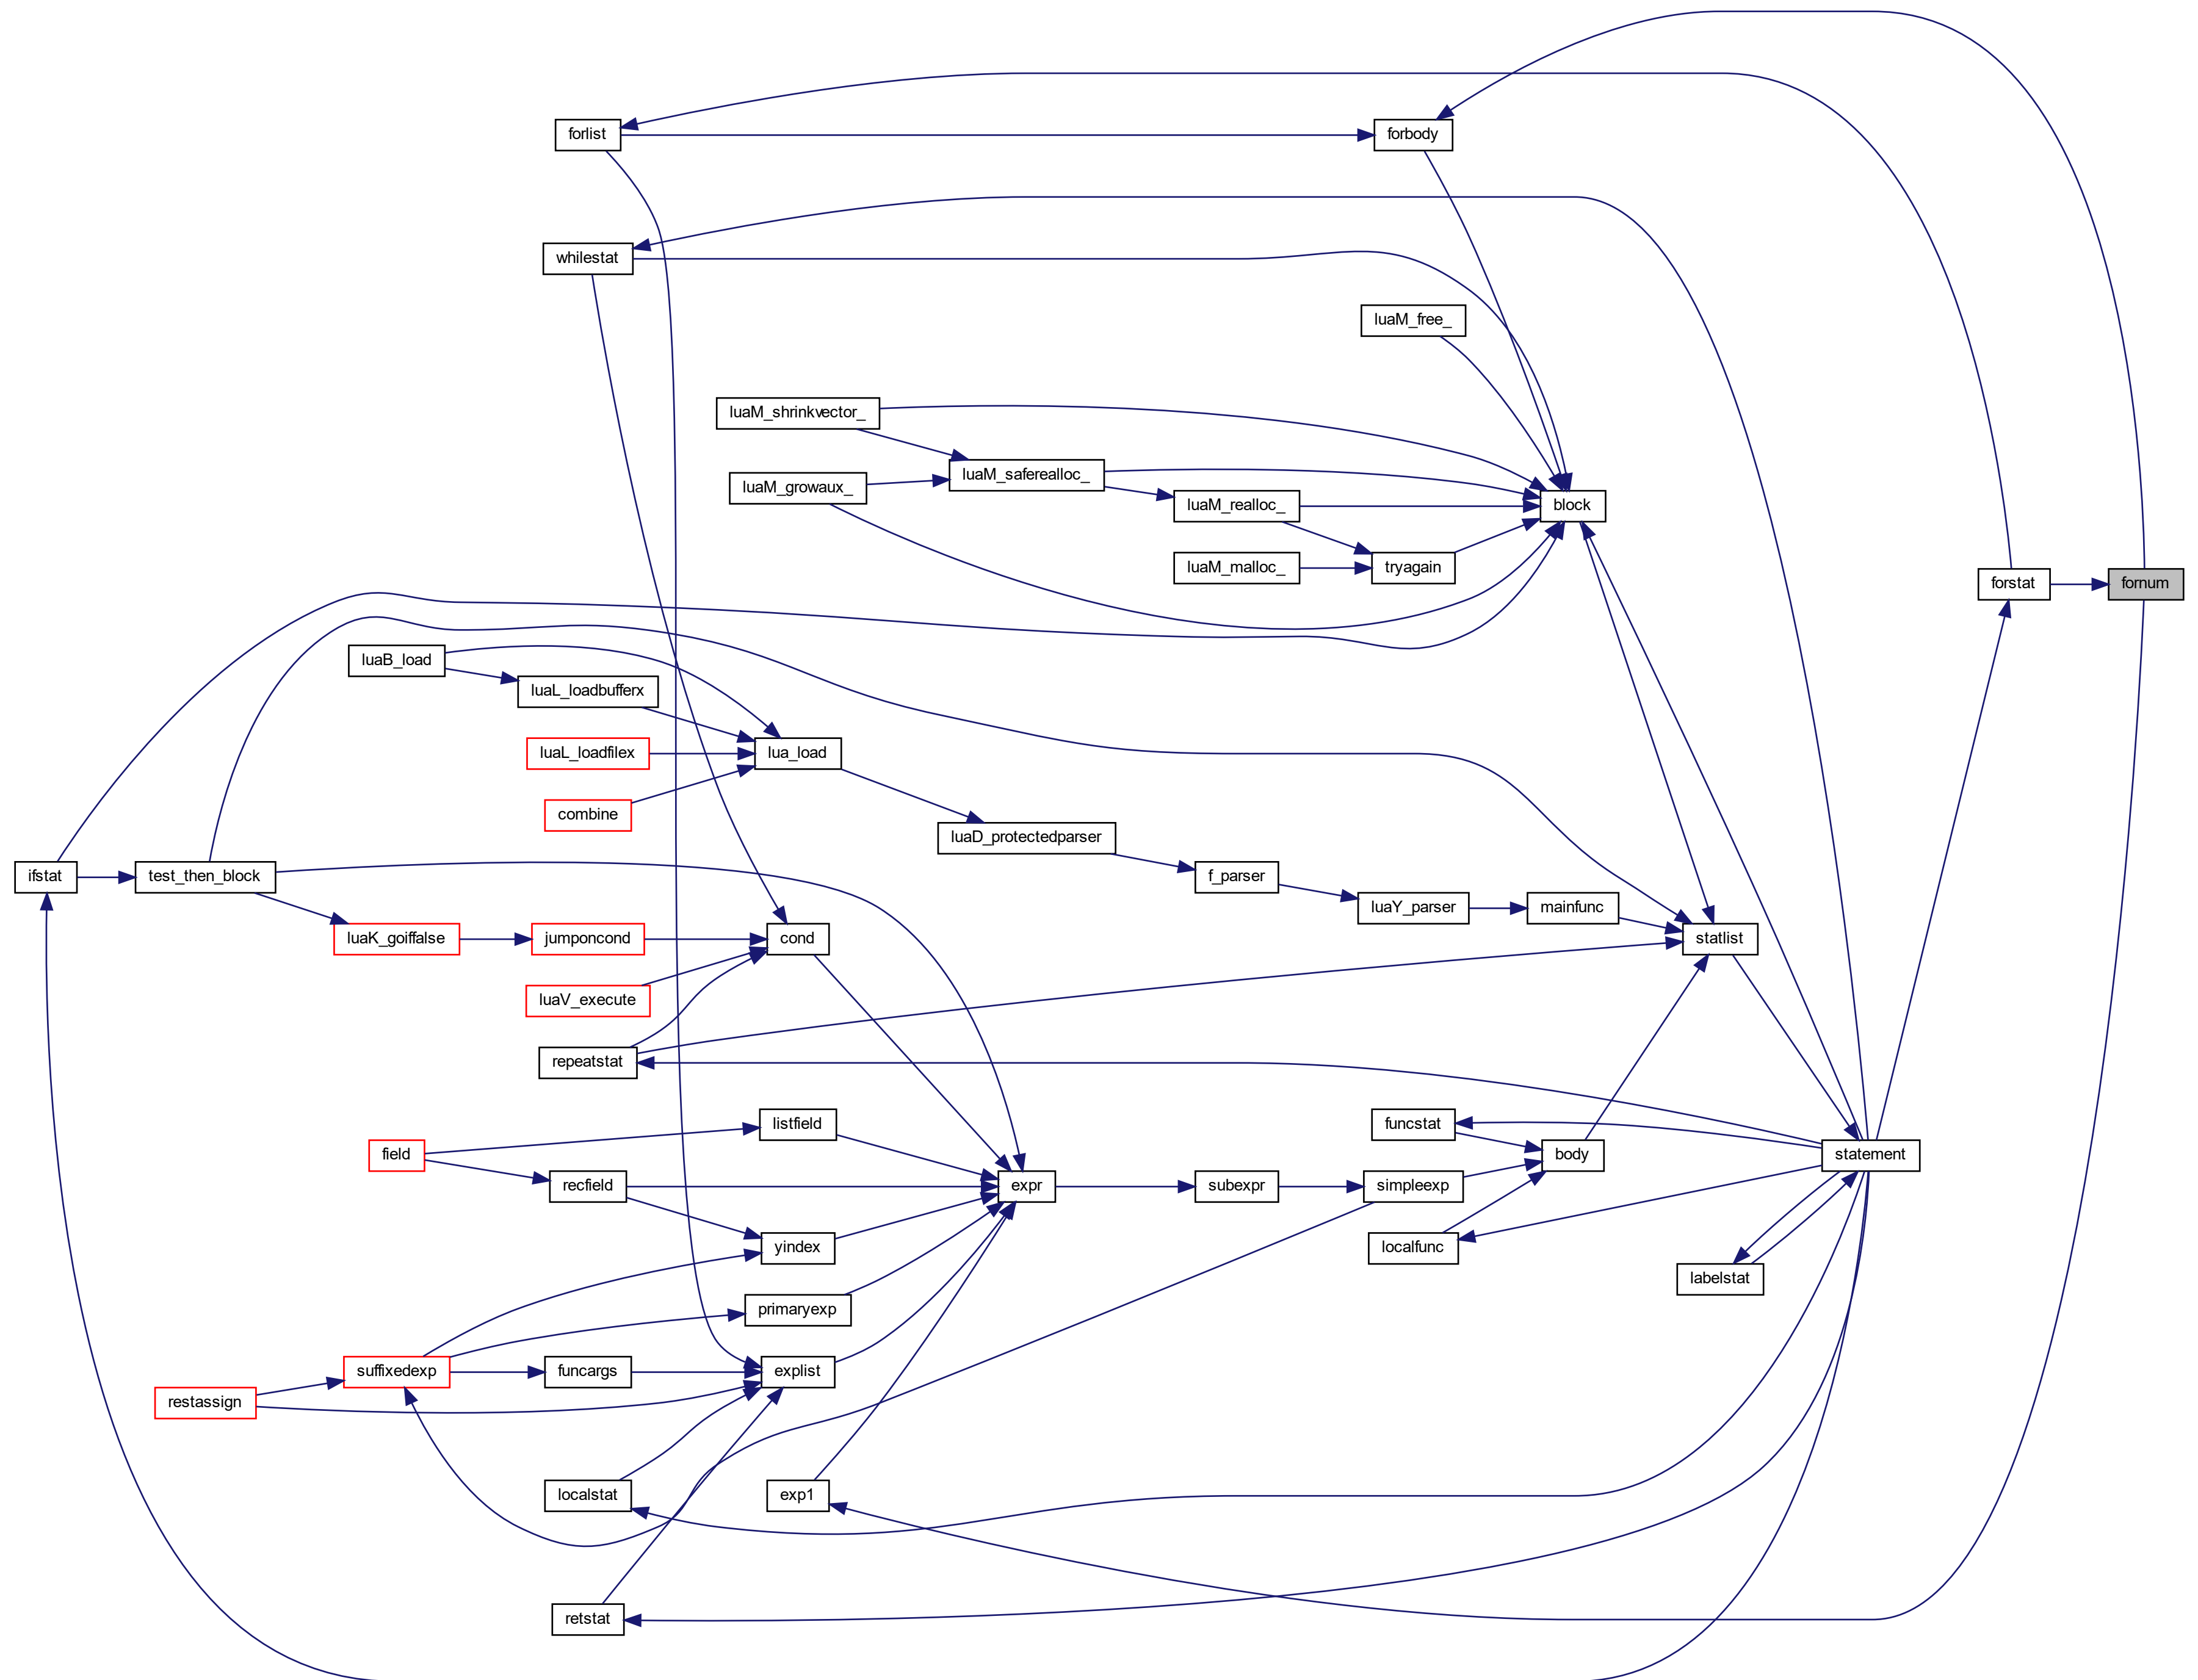 forlist
forbody
whilestat
luaM_free_
luaM_shrinkvector_
luaM_saferealloc_
luaM_growaux_
luaM_realloc_
block
luaM_malloc_
tryagain
forstat
fornum
luaB_load
luaL_loadbufferx
luaL_loadfilex
lua_load
combine
luaD_protectedparser
ifstat
test_then_block
f_parser
luaY_parser
mainfunc
luaK_goiffalse
jumponcond
cond
statlist
luaV_execute
repeatstat
listfield
funcstat
field
body
statement
recfield
expr
subexpr
simpleexp
yindex
localfunc
labelstat
primaryexp
suffixedexp
funcargs
explist
restassign
localstat
exp1
retstat